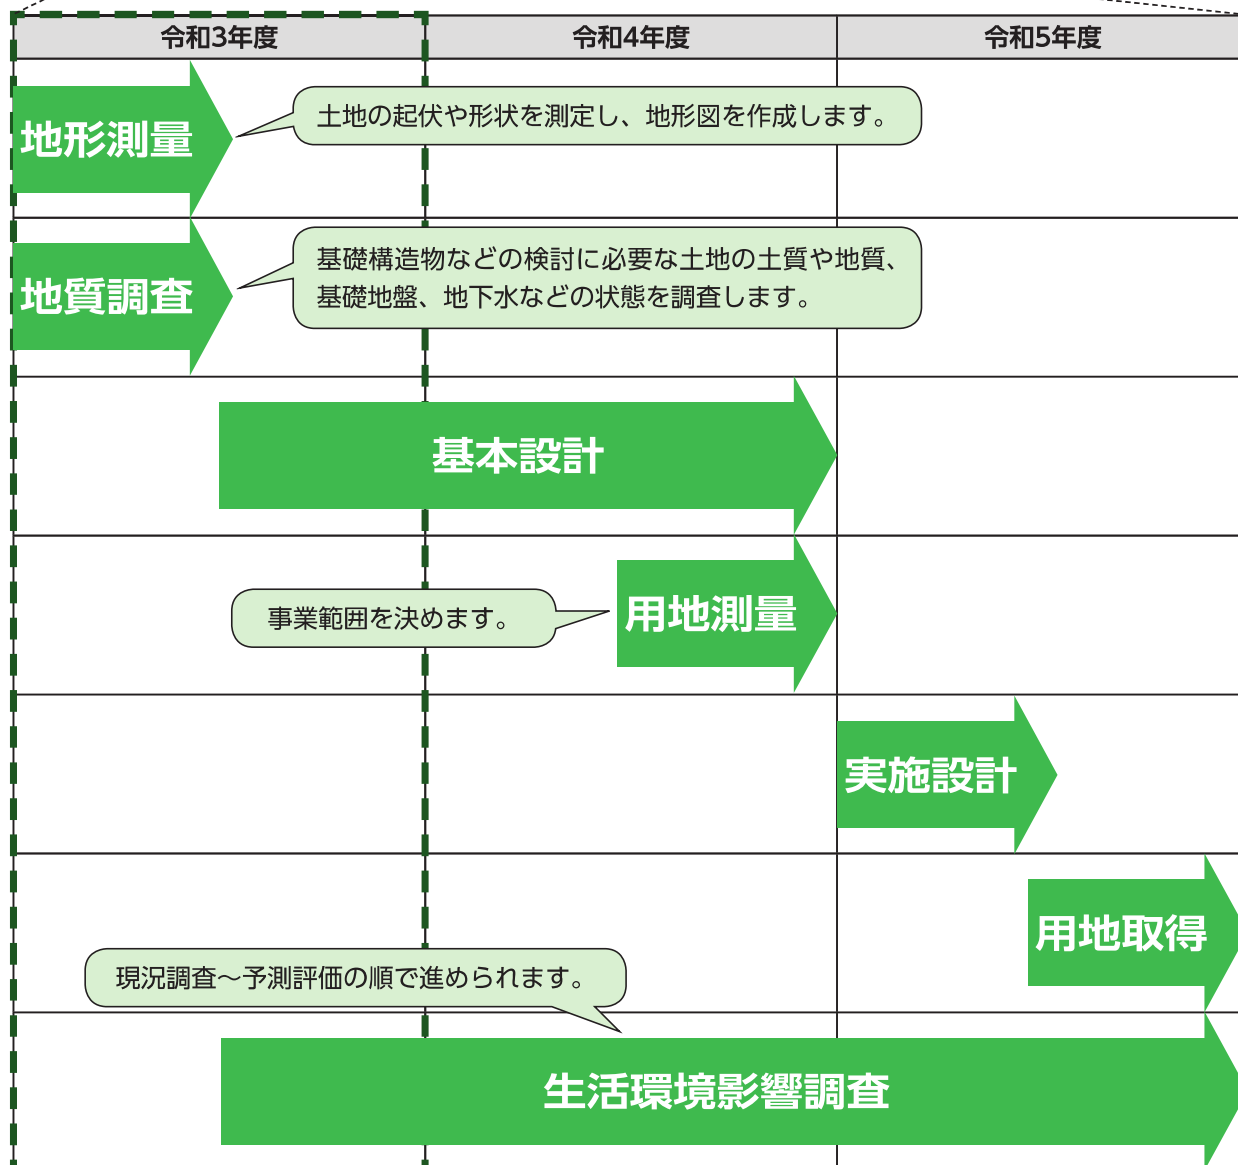 令和3年度
令和4年度
令和5年度
地形測量
土地の起伏や形状を測定し、地形図を作成します。
地質調査
基礎構造物などの検討に必要な土地の土質や地質、
基礎地盤、地下水などの状態を調査します。
基本設計
事業範囲を決めます。
用地測量
実施設計
用地取得
現況調査～予測評価の順で進められます。
生活環境影響調査